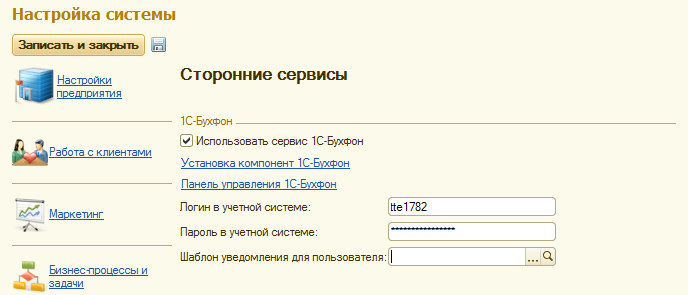 Настройка системы
Записать и закрыть
Настройки
предприятия
Работа с клиентами
Маркетинг
Бизнес-процессы и
задачи
Сторонние сервисы
1С-Бухфон
Использовать сервис 1С-Бухфон
Установка компонент 1С-Бухфон
Панель управления 1С-Бухфон
Логин в учетной системе: tte1782
Пароль в учетной системе: ****************
Шаблон уведомления для пользователя: ...